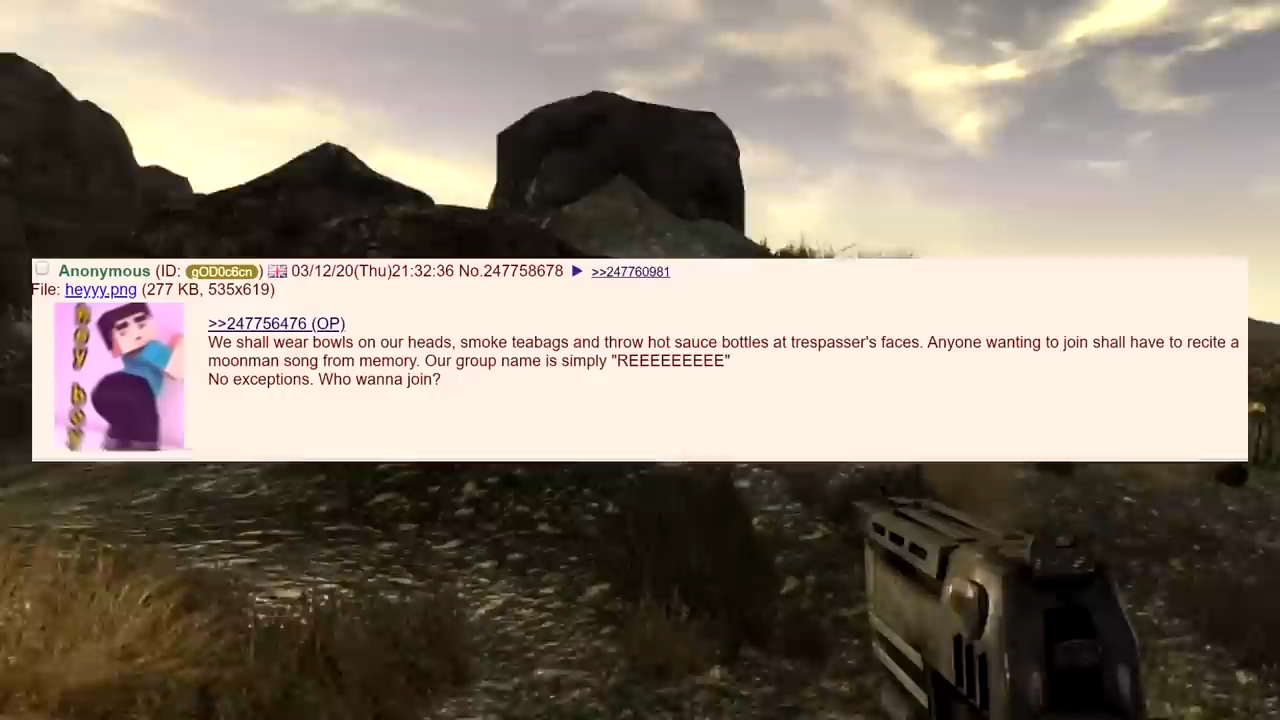 Anonymous (ID: gOD0c6cn) 03/12/20(Thu)21:32:36 No.247758678 ▶ >>247760981
File: heyyy.png (277 KB, 535x619)
hey boy
>>247756476 (OP)
We shall wear bowls on our heads, smoke teabags and throw hot sauce bottles at trespasser's faces. Anyone wanting to join shall have to recite a
moonman song from memory. Our group name is simply "REEEEEEEEE"
No exceptions. Who wanna join?